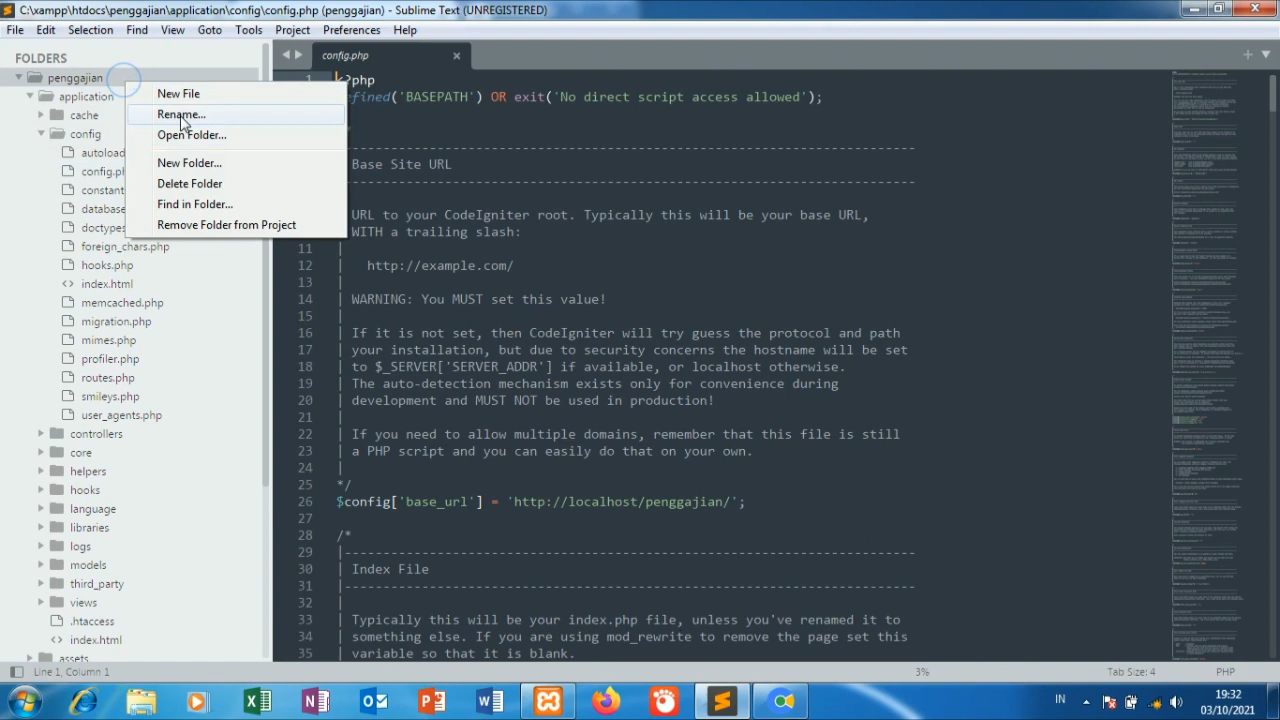 C:\xampp\htdocs\penggajian\application\config\config.php (penggajian) - Sublime Text (UNREGISTERED)
File Edit Selection Find View Goto Tools Project Preferences Help
FOLDERS
penggajian
application
cache
config
autoload
config.p
constant
database
doctype
foreign_chars.php
hooks.php
index.html
memcached.php
migration.php
mimes.php
profiler.php
routes.php
smileys.php
user_agents.php
controllers
core
helpers
hooks
language
libraries
logs
models
third_party
views
.htaccess
index.html
assets
New File
Rename...
Open Folder...
New Folder...
Delete Folder
Find in Folder...
Remove Folder from Project
config.php
1 <?php
efined('BASEPATH') OR exit('No direct script access allowed');
Base Site URL
URL to your CodeIgniter root. Typically this will be your base URL,
WITH a trailing slash:
11
12 http://example.com/
13
14 WARNING: You MUST set this value!
15
16 If it is not set, then CodeIgniter will try guess the protocol and path
17 your installation, but due to security concerns the hostname will be set
18 to $_SERVER['SERVER_ADDR'] if available, or localhost otherwise.
19 The auto-detection mechanism exists only for convenience during
20 development and MUST NOT be used in production!
21
22 If you need to allow multiple domains, remember that this file is still
23 a PHP script and you can easily do that on your own.
24
25 */
26 $config['base_url'] = 'http://localhost/penggajian/';
27
28 /*
29 |--------------------------------------------------------------------------
30 | Index File
31 |--------------------------------------------------------------------------
32 |
33 | Typically this will be your index.php file, unless you've renamed it to
34 | something else. If you are using mod_rewrite to remove the page set this
35 | variable so that it is blank.
Line 1, Column 1
3%
Tab Size: 4
PHP
IN
19:32
03/10/2021